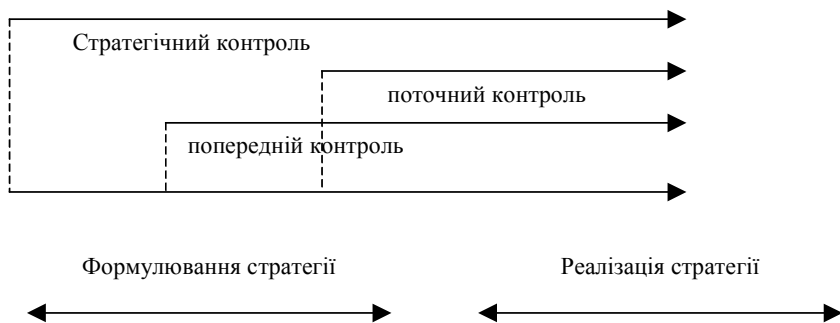 Стратегічний контроль
поточний контроль
попередній контроль
Формулювання стратегії
Реалізація стратегії